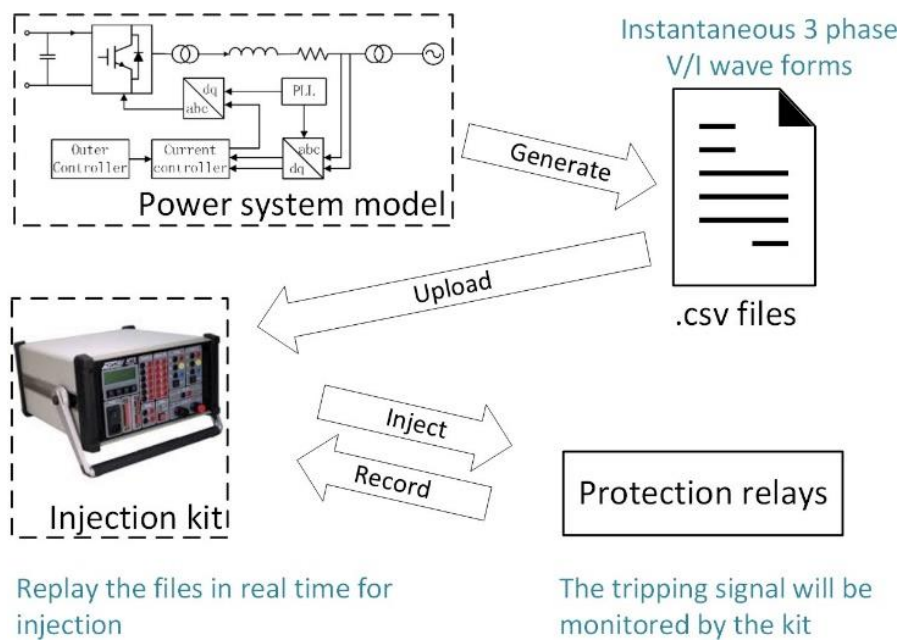 Instantaneous 3 phase
V/I wave forms
dq
abc
PLL
Outer
Controller
Current
controller
abc
dq
Power system model
Generate
Upload
.csv files
Inject
Record
Injection kit
Protection relays
Replay the files in real time for
injection
The tripping signal will be
monitored by the kit